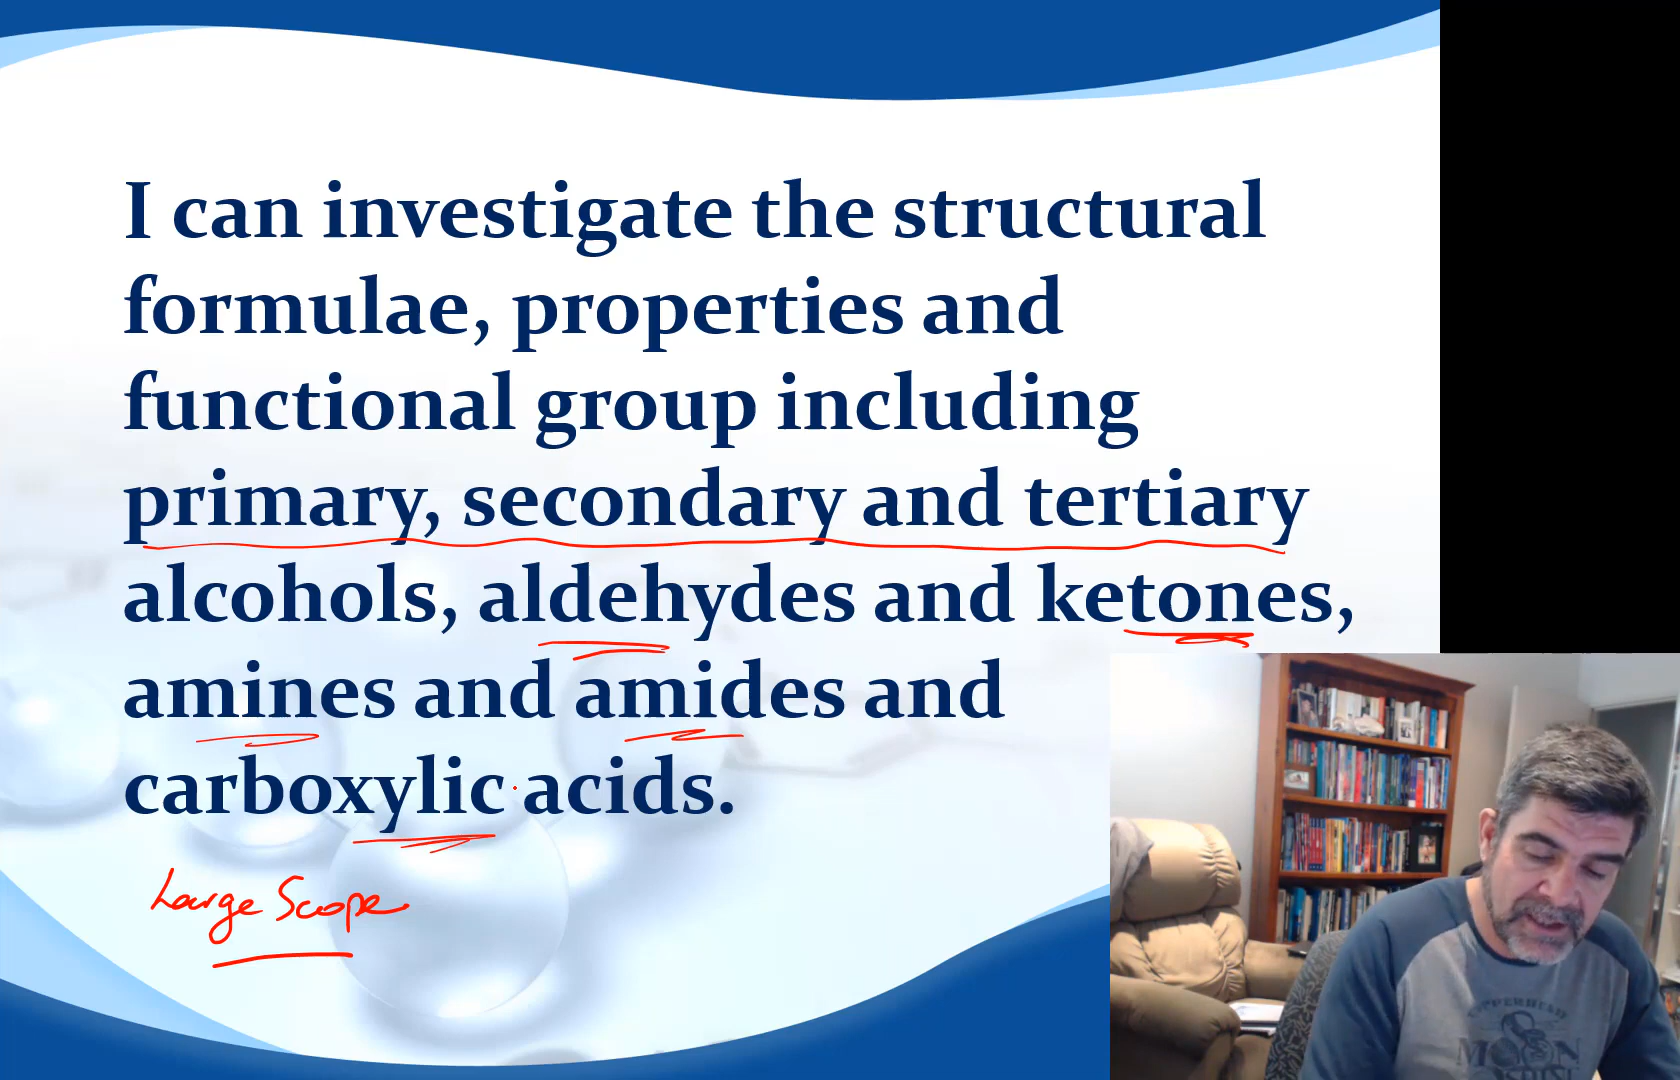 I can investigate the structural
formulae, properties and
functional group including
primary, secondary and tertiary
alcohols, aldehydes and ketones,
amines and amides and
carboxylic acids.
Large Scope
MOON